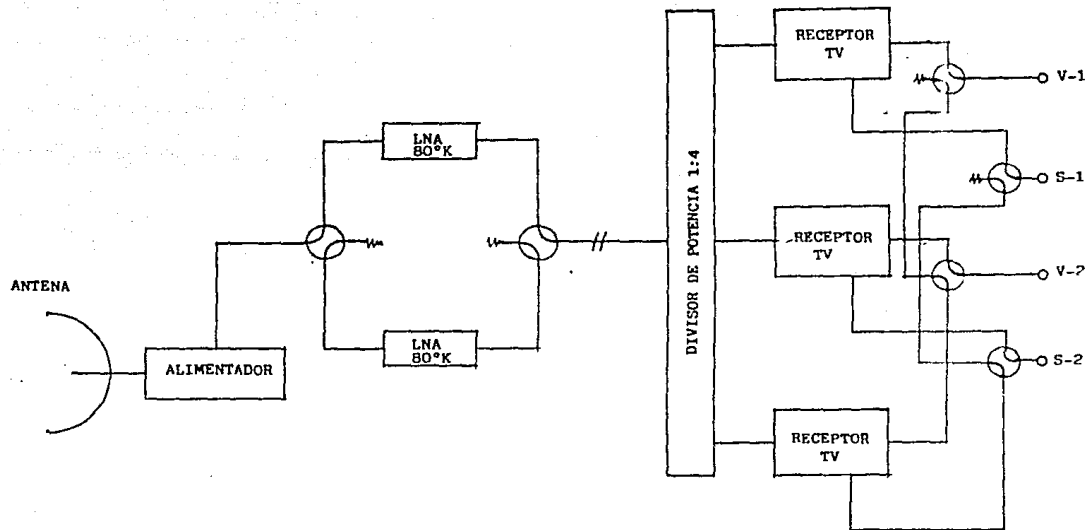 ANTENA
ALIMENTADOR
LNA
80°K
LNA
80°K
DIVISOR DE POTENCIA 1:4
RECEPTOR
TV
RECEPTOR
TV
RECEPTOR
TV
V-1
S-1
V-2
S-2